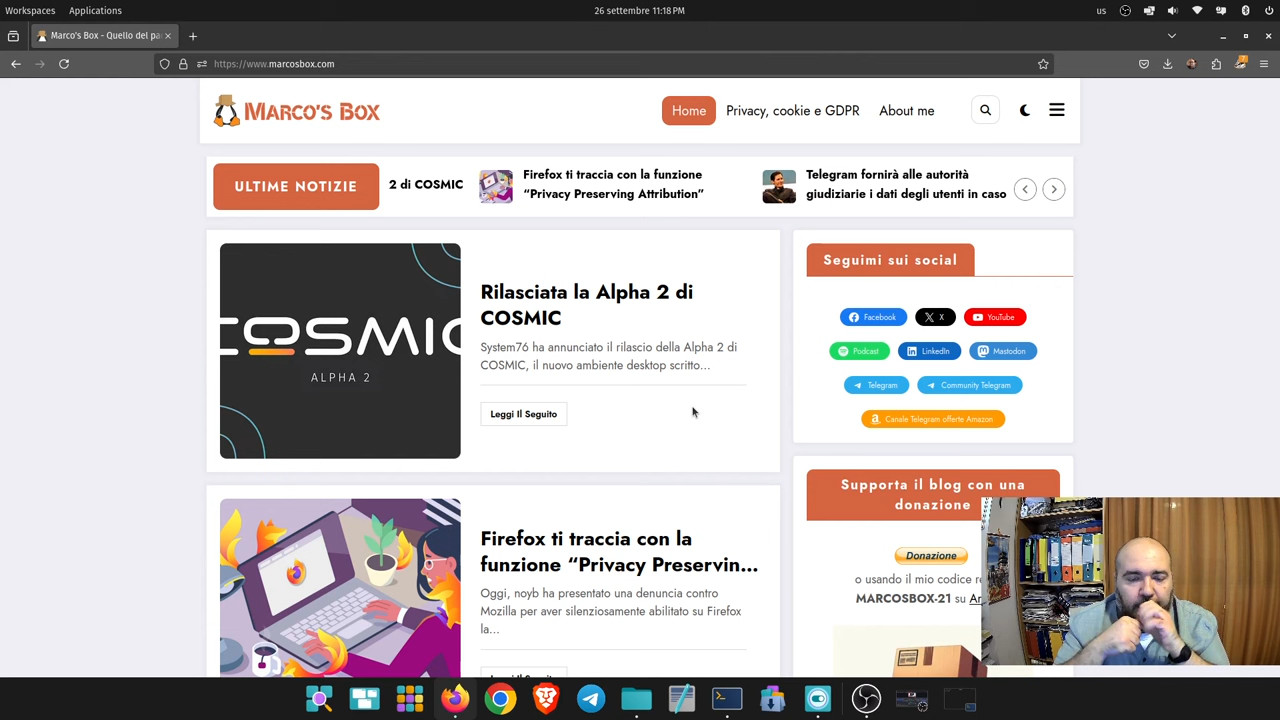 Workspaces
Applications
26 settembre 11:18 PM
us
Marco's Box - Quello del pa
https://www.marcosbox.com
MARCO'S BOX
Home
Privacy, cookie e GDPR
About me
ULTIME NOTIZIE
2 di COSMIC
Firefox ti traccia con la funzione
“Privacy Preserving Attribution”
Telegram fornirà alle autorità
giudiziarie i dati degli utenti in caso
COSMIC
ALPHA 2
Rilasciata la Alpha 2 di
COSMIC
System76 ha annunciato il rilascio della Alpha 2 di
COSMIC, il nuovo ambiente desktop scritto...
Leggi Il Seguito
Seguimi sui social
Facebook
X
YouTube
Podcast
LinkedIn
Mastodon
Telegram
Community Telegram
Canale Telegram offerte Amazon
Firefox ti traccia con la
funzione “Privacy Preservin...
Oggi, noyb ha presentato una denuncia contro
Mozilla per aver silenziosamente abilitato su Firefox
la...
Leggi Il Seguito
Supporta il blog con una
donazione
Donazione
o usando il mio codice
MARCOSBOX-21 su